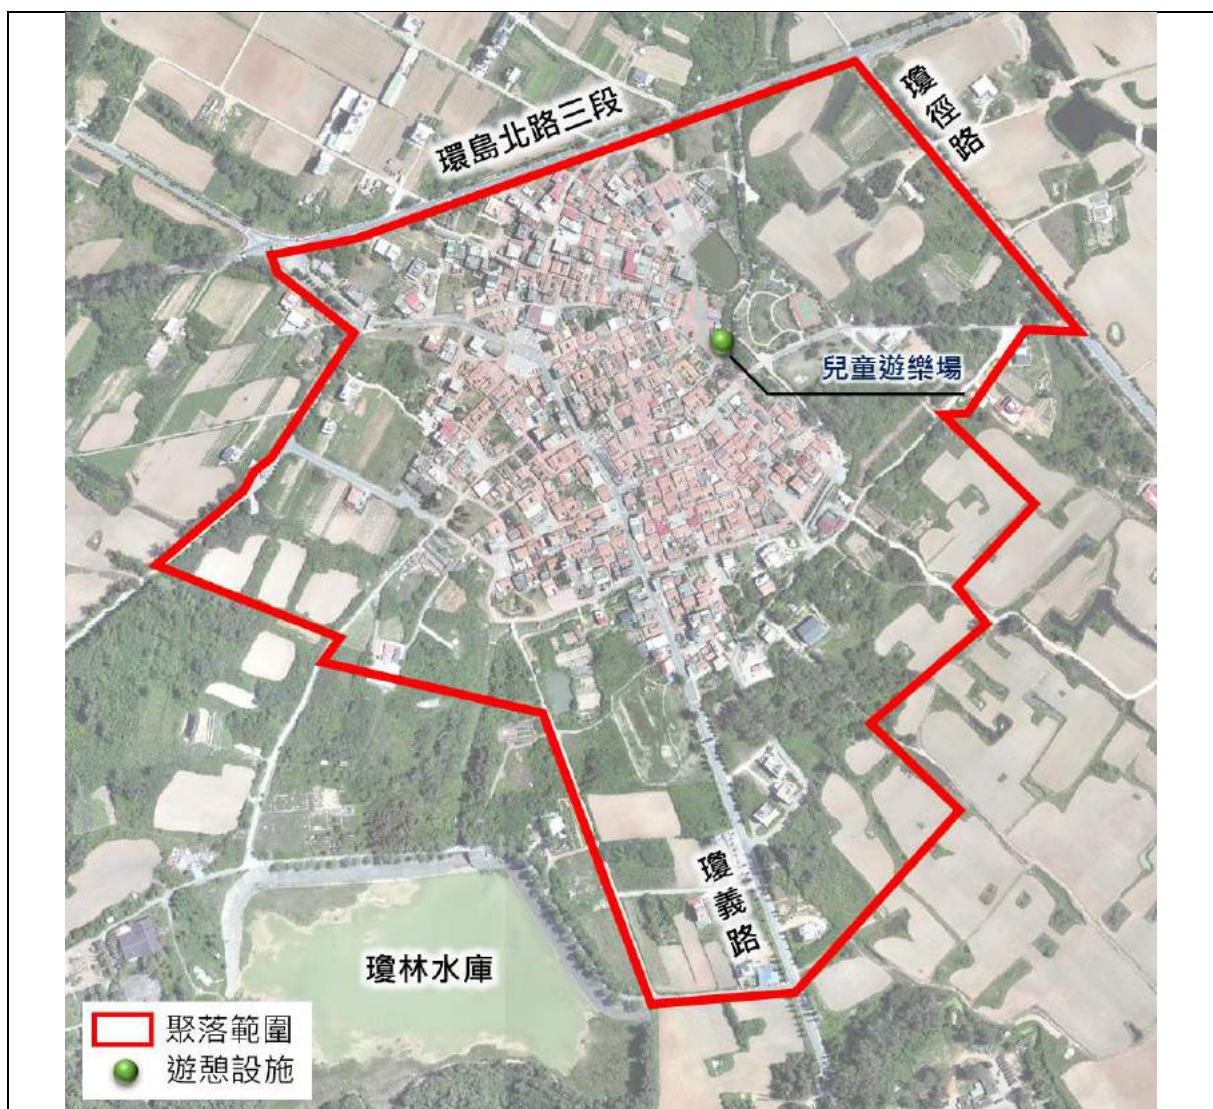 環島北路三段
瓊徑路
兒童遊樂場
瓊義路
瓊林水庫
聚落範圍
遊憩設施